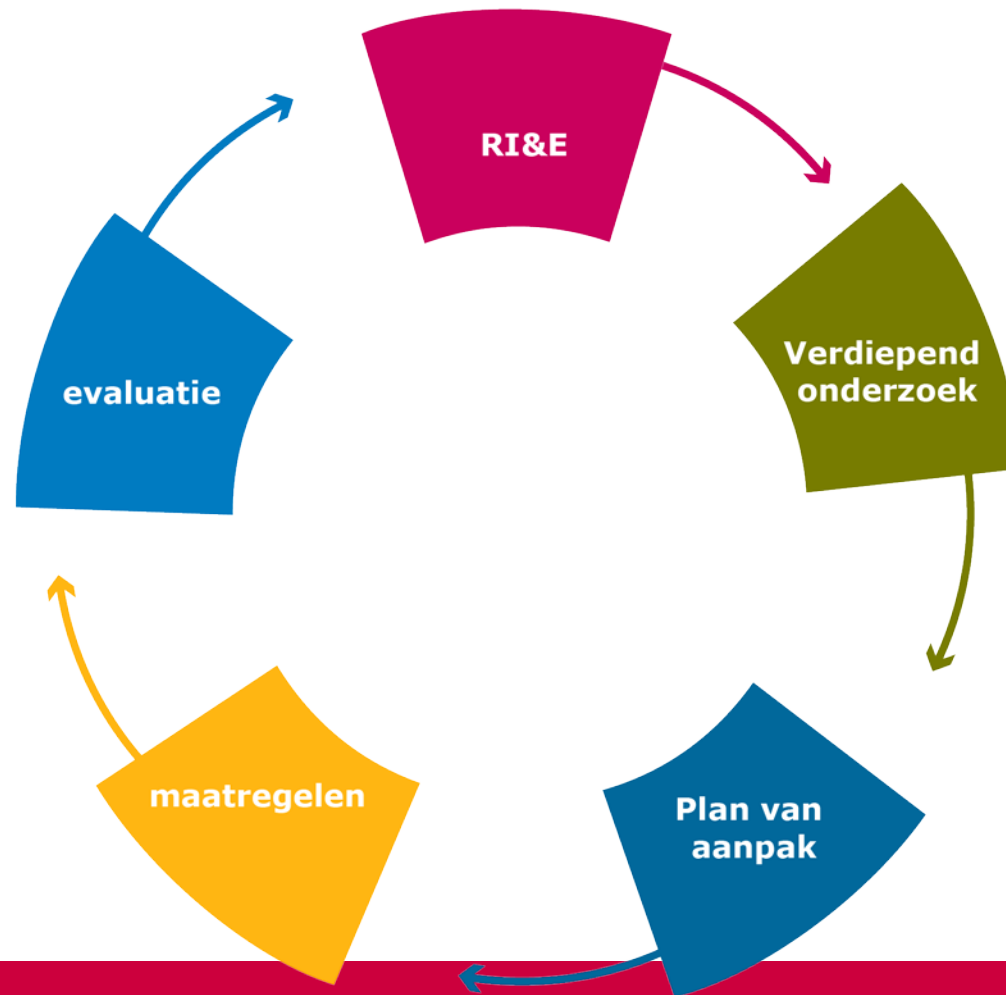 RI&E
Verdiepend
onderzoek
Plan van
aanpak
maatregelen
evaluatie